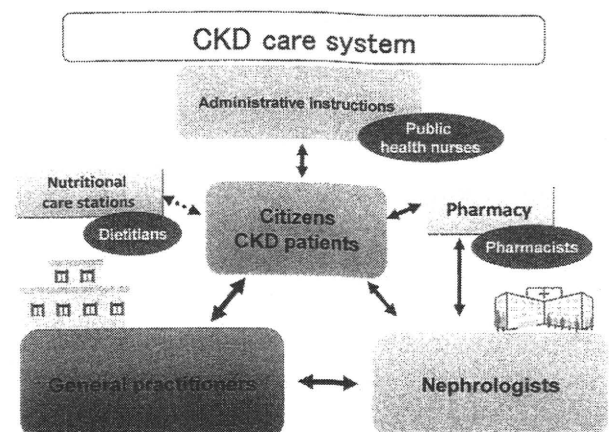 CKD care system
Administrative instructions
Public
health nurses
Nutritional
care stations
Dietitians
Citizens
CKD patients
Pharmacy
Pharmacists
General practitioners
Nephrologists